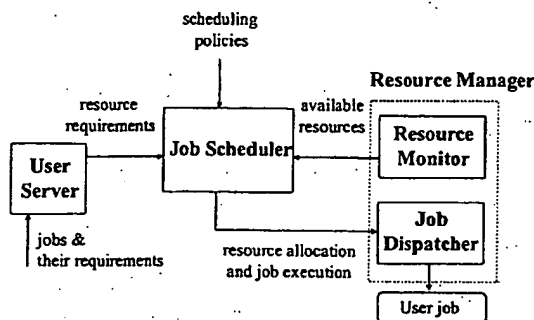 scheduling
policies
Resource Manager
resource
requirements
available
resources
Job Scheduler
Resource
Monitor
User
Server
Job
Dispatcher
jobs &
their requirements
resource allocation
and job execution
User job